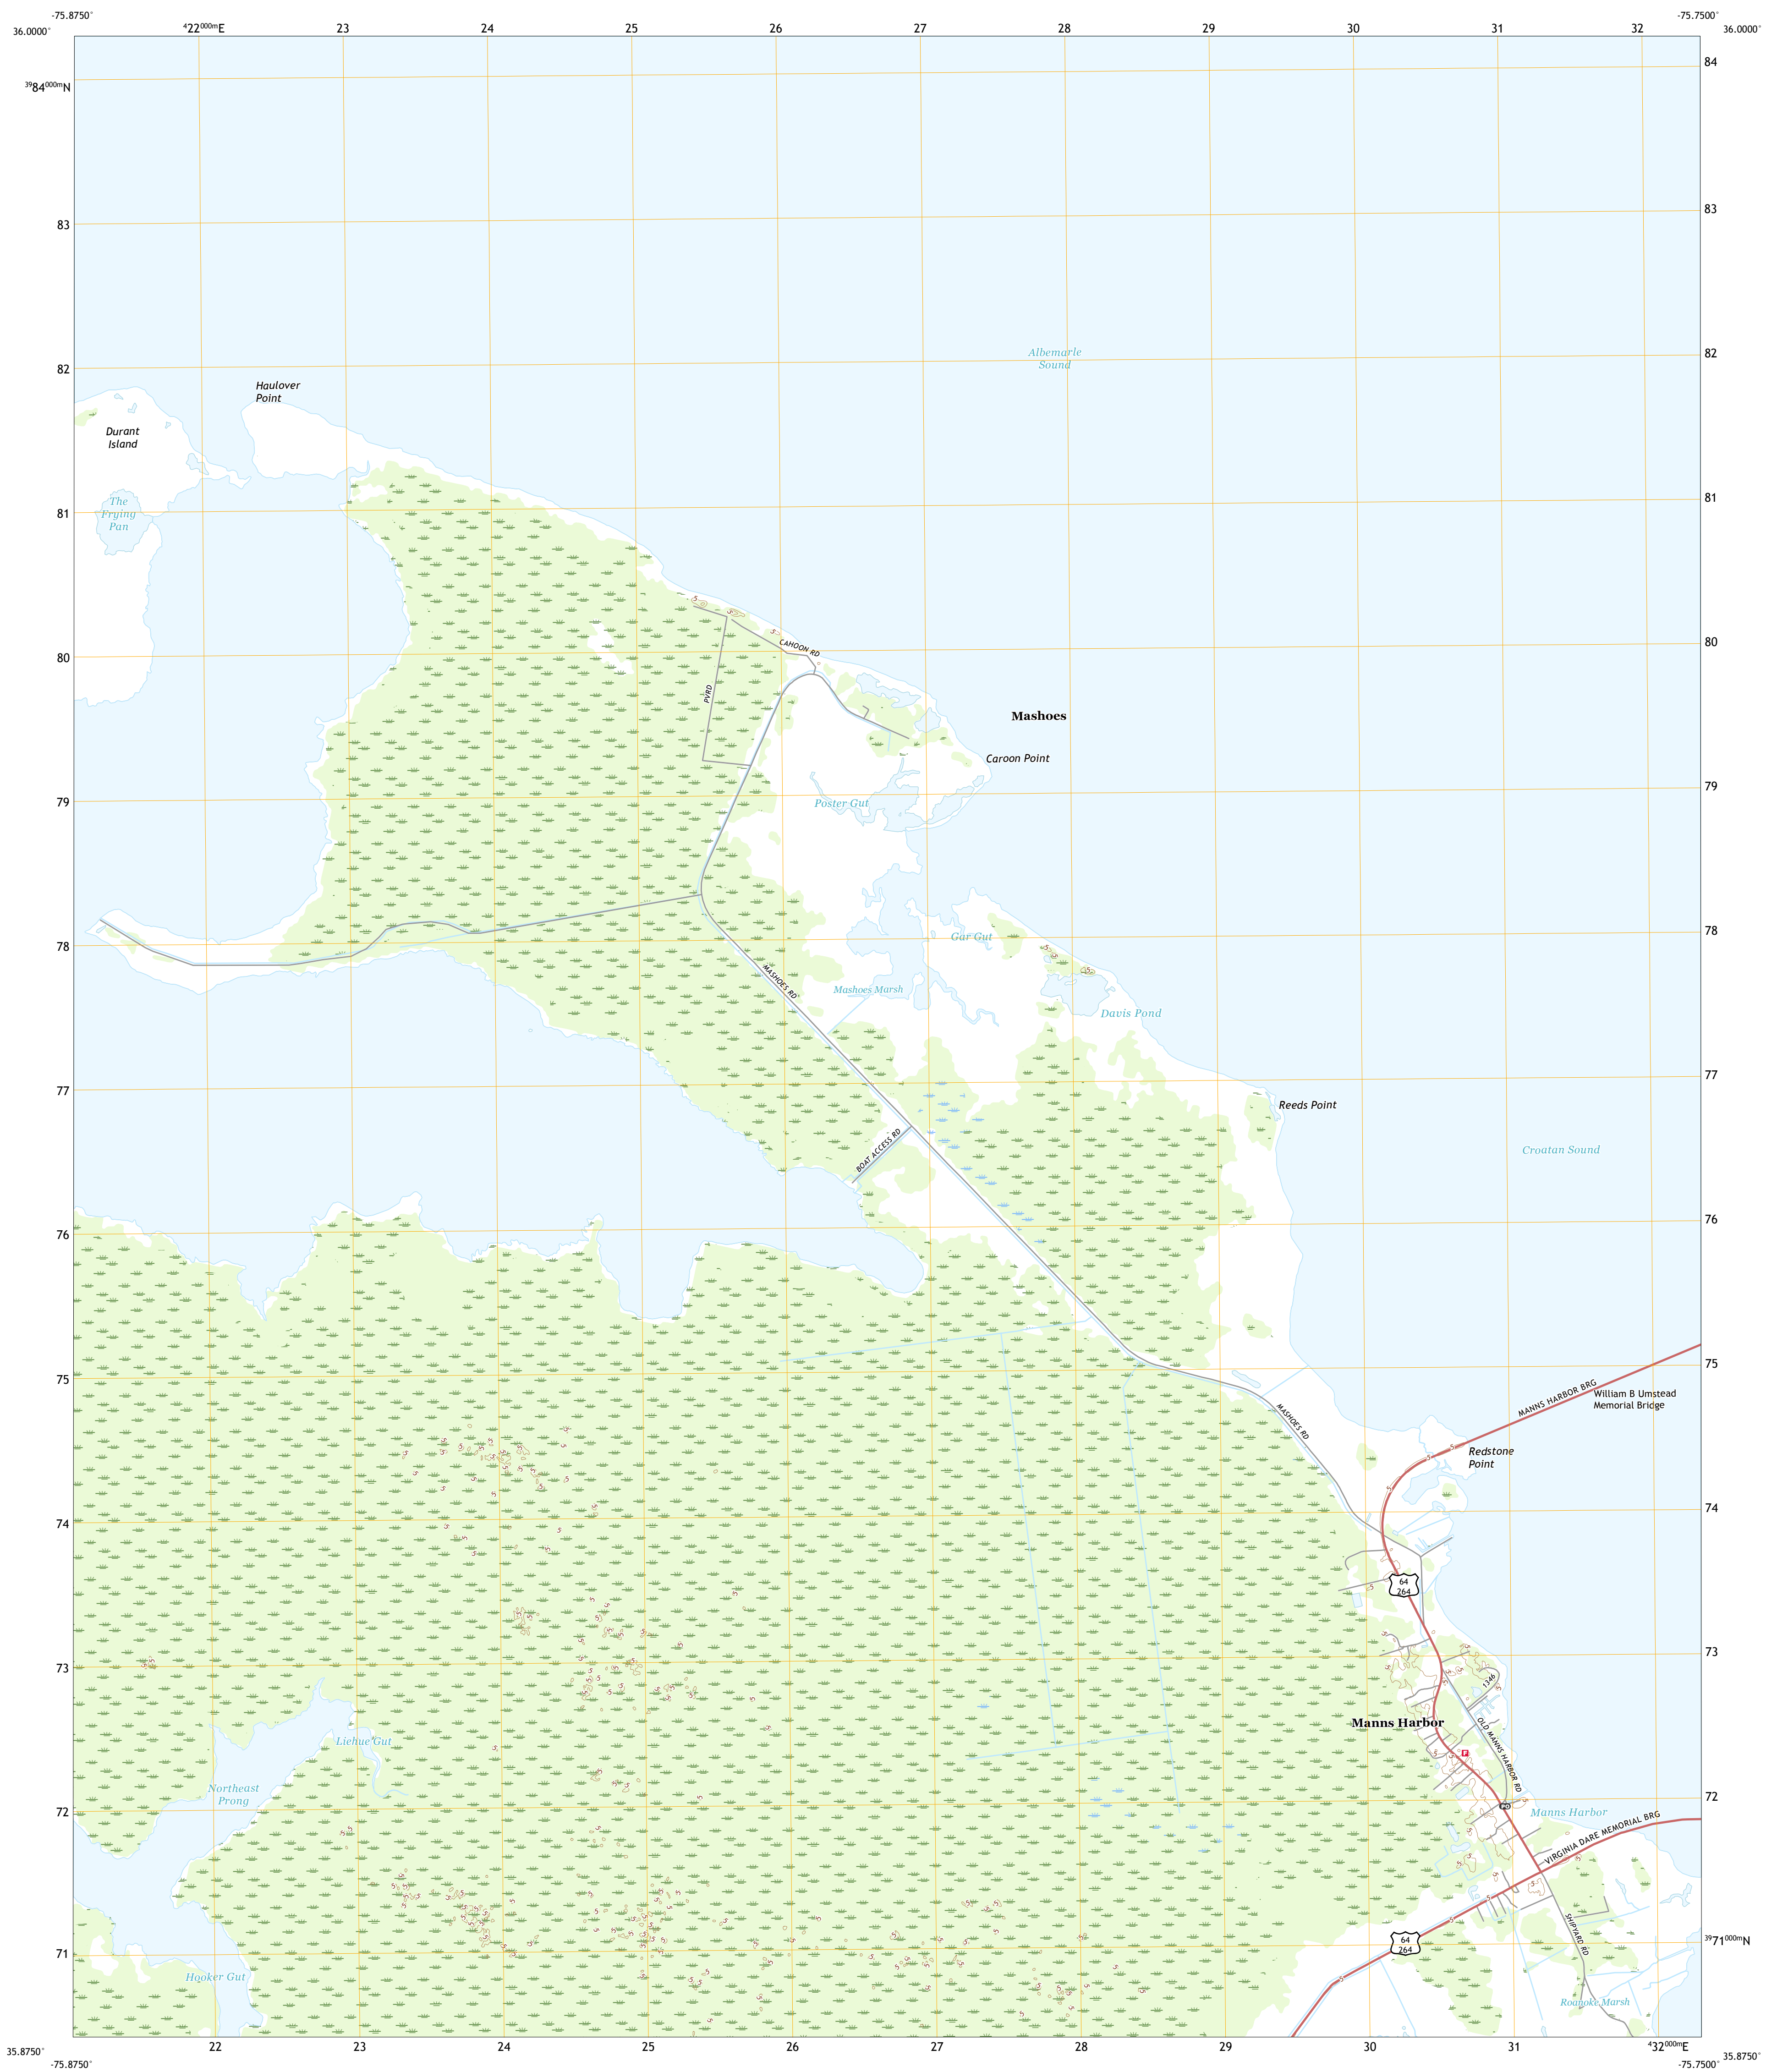 -75.8750°
-75.7500°
36.0000°
⁴22⁰⁰⁰ᵐE
23
24
25
26
27
28
29
30
31
32
36.0000°
³⁹84⁰⁰⁰ᵐN
84
83
83
82
82
81
81
80
80
79
79
78
78
77
77
76
76
75
75
74
74
73
73
72
72
71
³⁹71⁰⁰⁰ᵐN
Albemarle
Sound
Haulover
Point
Durant
Island
The
Frying
Pan
CAHOON RD
PVRD
Mashoes
Caroon Point
Poster Gut
Gar Gut
MASHOES RD
Mashoes Marsh
Davis Pond
Reeds Point
BOAT ACCESS RD
Croatan Sound
MANNS HARBOR BRG
William B Umstead
Memorial Bridge
MASHOES RD
Redstone
Point
64
264
1346
Manns Harbor
OLD MANNS HARBOR RD
Liehue Gut
F
Northeast
Prong
PO
Manns Harbor
VIRGINIA DARE MEMORIAL BRG
SHIPYARD RD
64
264
Hooker Gut
Roanoke Marsh
22
23
24
25
26
27
28
29
30
31
³32⁰⁰⁰ᵐE
35.8750°
35.8750°
-75.8750°
-75.7500°